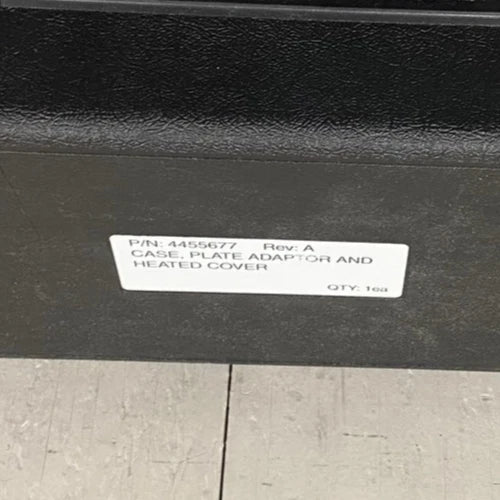 P/N: 4455677 Rev: A
CASE, PLATE ADAPTOR AND
HEATED COVER
QTY: 1ea